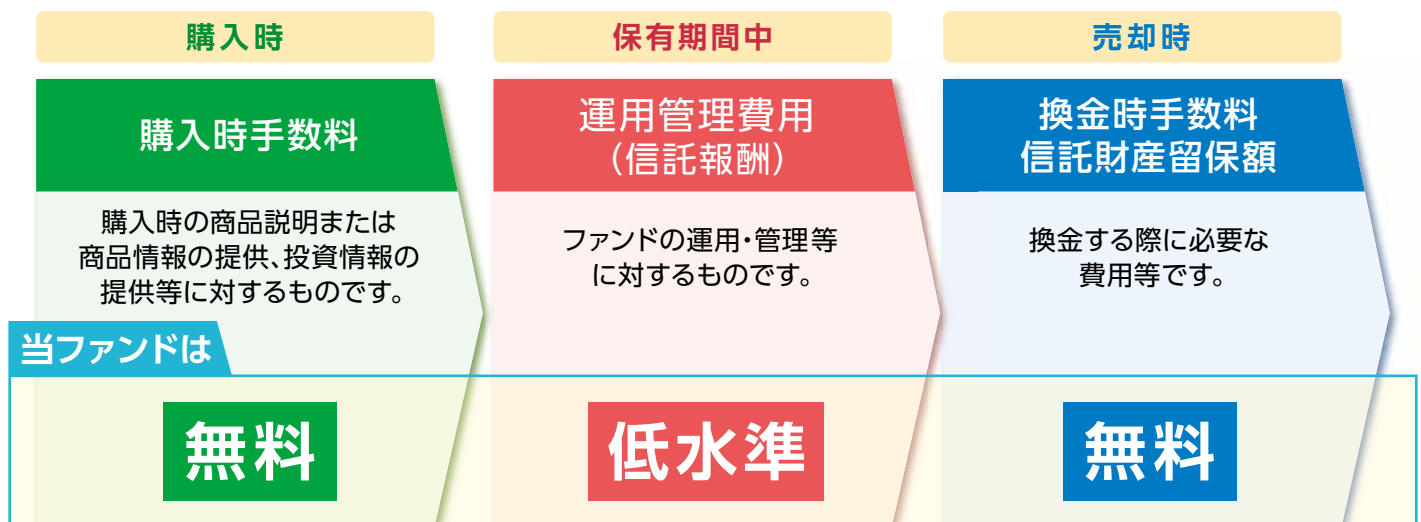 購入時
保有期間中
売却時
購入時手数料
運用管理費用
(信託報酬)
換金時手数料
信託財産留保額
購入時の商品説明または
商品情報の提供、投資情報の
提供等に対するものです。
ファンドの運用・管理等
に対するものです。
換金する際に必要な
費用等です。
当ファンドは
無料
低水準
無料